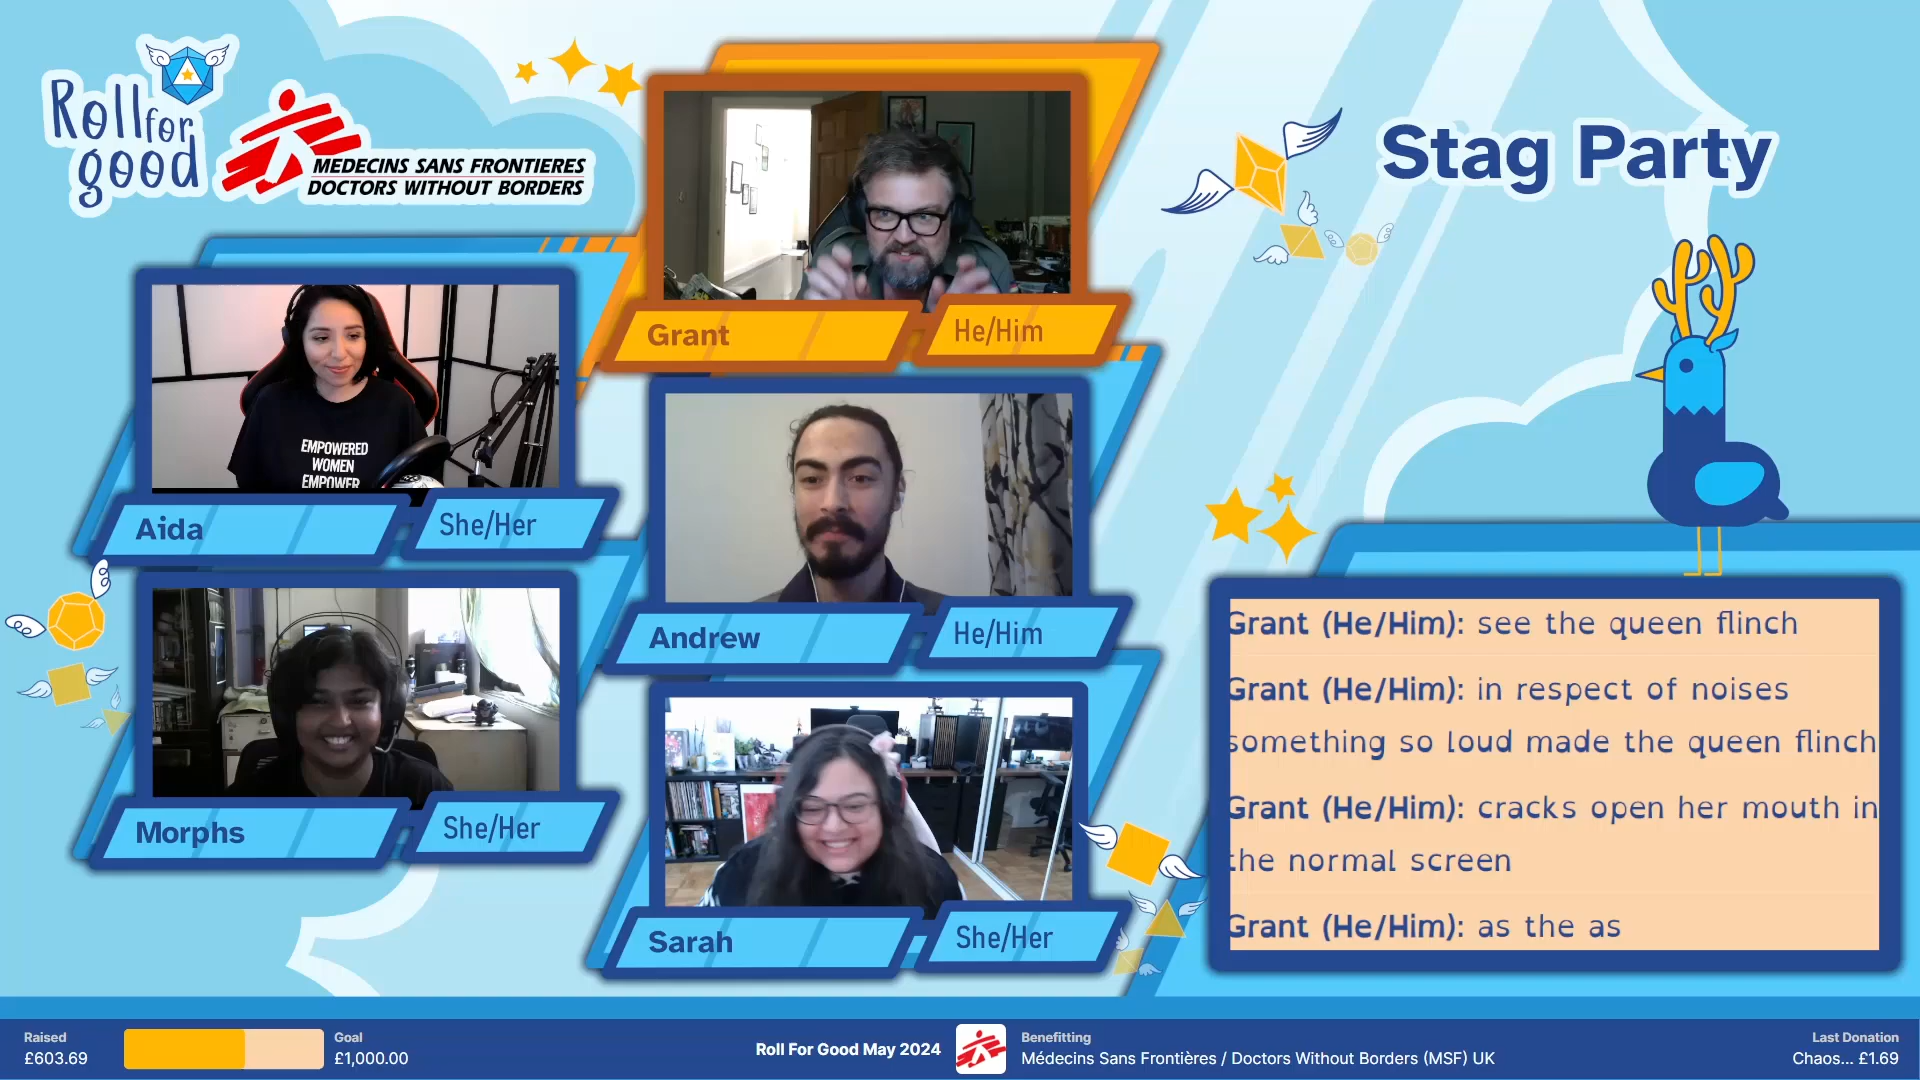 Roll for
good
MEDECINS SANS FRONTIERES
DOCTORS WITHOUT BORDERS
Stag Party
Grant
He/Him
EMPOWERED
WOMEN
EMPOWER
Aida
She/Her
Andrew
He/Him
Morphs
She/Her
Sarah
She/Her
Grant (He/Him): see the queen flinch
Grant (He/Him): in respect of noises
something so loud made the queen flinch
Grant (He/Him): cracks open her mouth in
the normal screen
Grant (He/Him): as the as
Raised
£603.69
Goal
£1,000.00
Roll For Good May 2024
Benefitting
Médecins Sans Frontières / Doctors Without Borders (MSF) UK
Last Donation
Chaos... £1.69